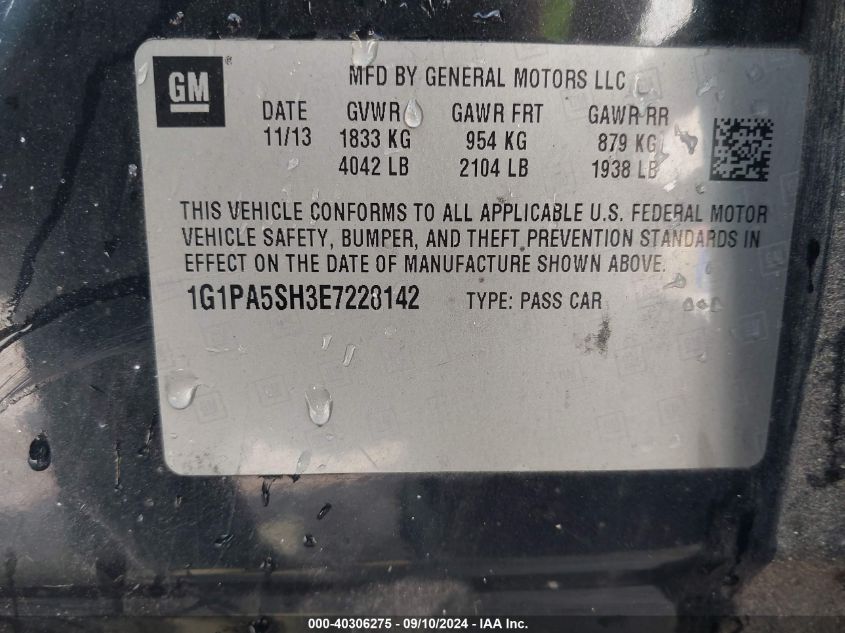 GM ®
MFD BY GENERAL MOTORS LLC
DATE GVWR GAWR FRT GAWR RR
11/13 1833 KG 954 KG 879 KG
4042 LB 2104 LB 1938 LB
THIS VEHICLE CONFORMS TO ALL APPLICABLE U.S. FEDERAL MOTOR
VEHICLE SAFETY, BUMPER, AND THEFT PREVENTION STANDARDS IN
EFFECT ON THE DATE OF MANUFACTURE SHOWN ABOVE.
1G1PA5SH3E7228142 TYPE: PASS CAR
000-40306275 - 09/10/2024 - IAA Inc.